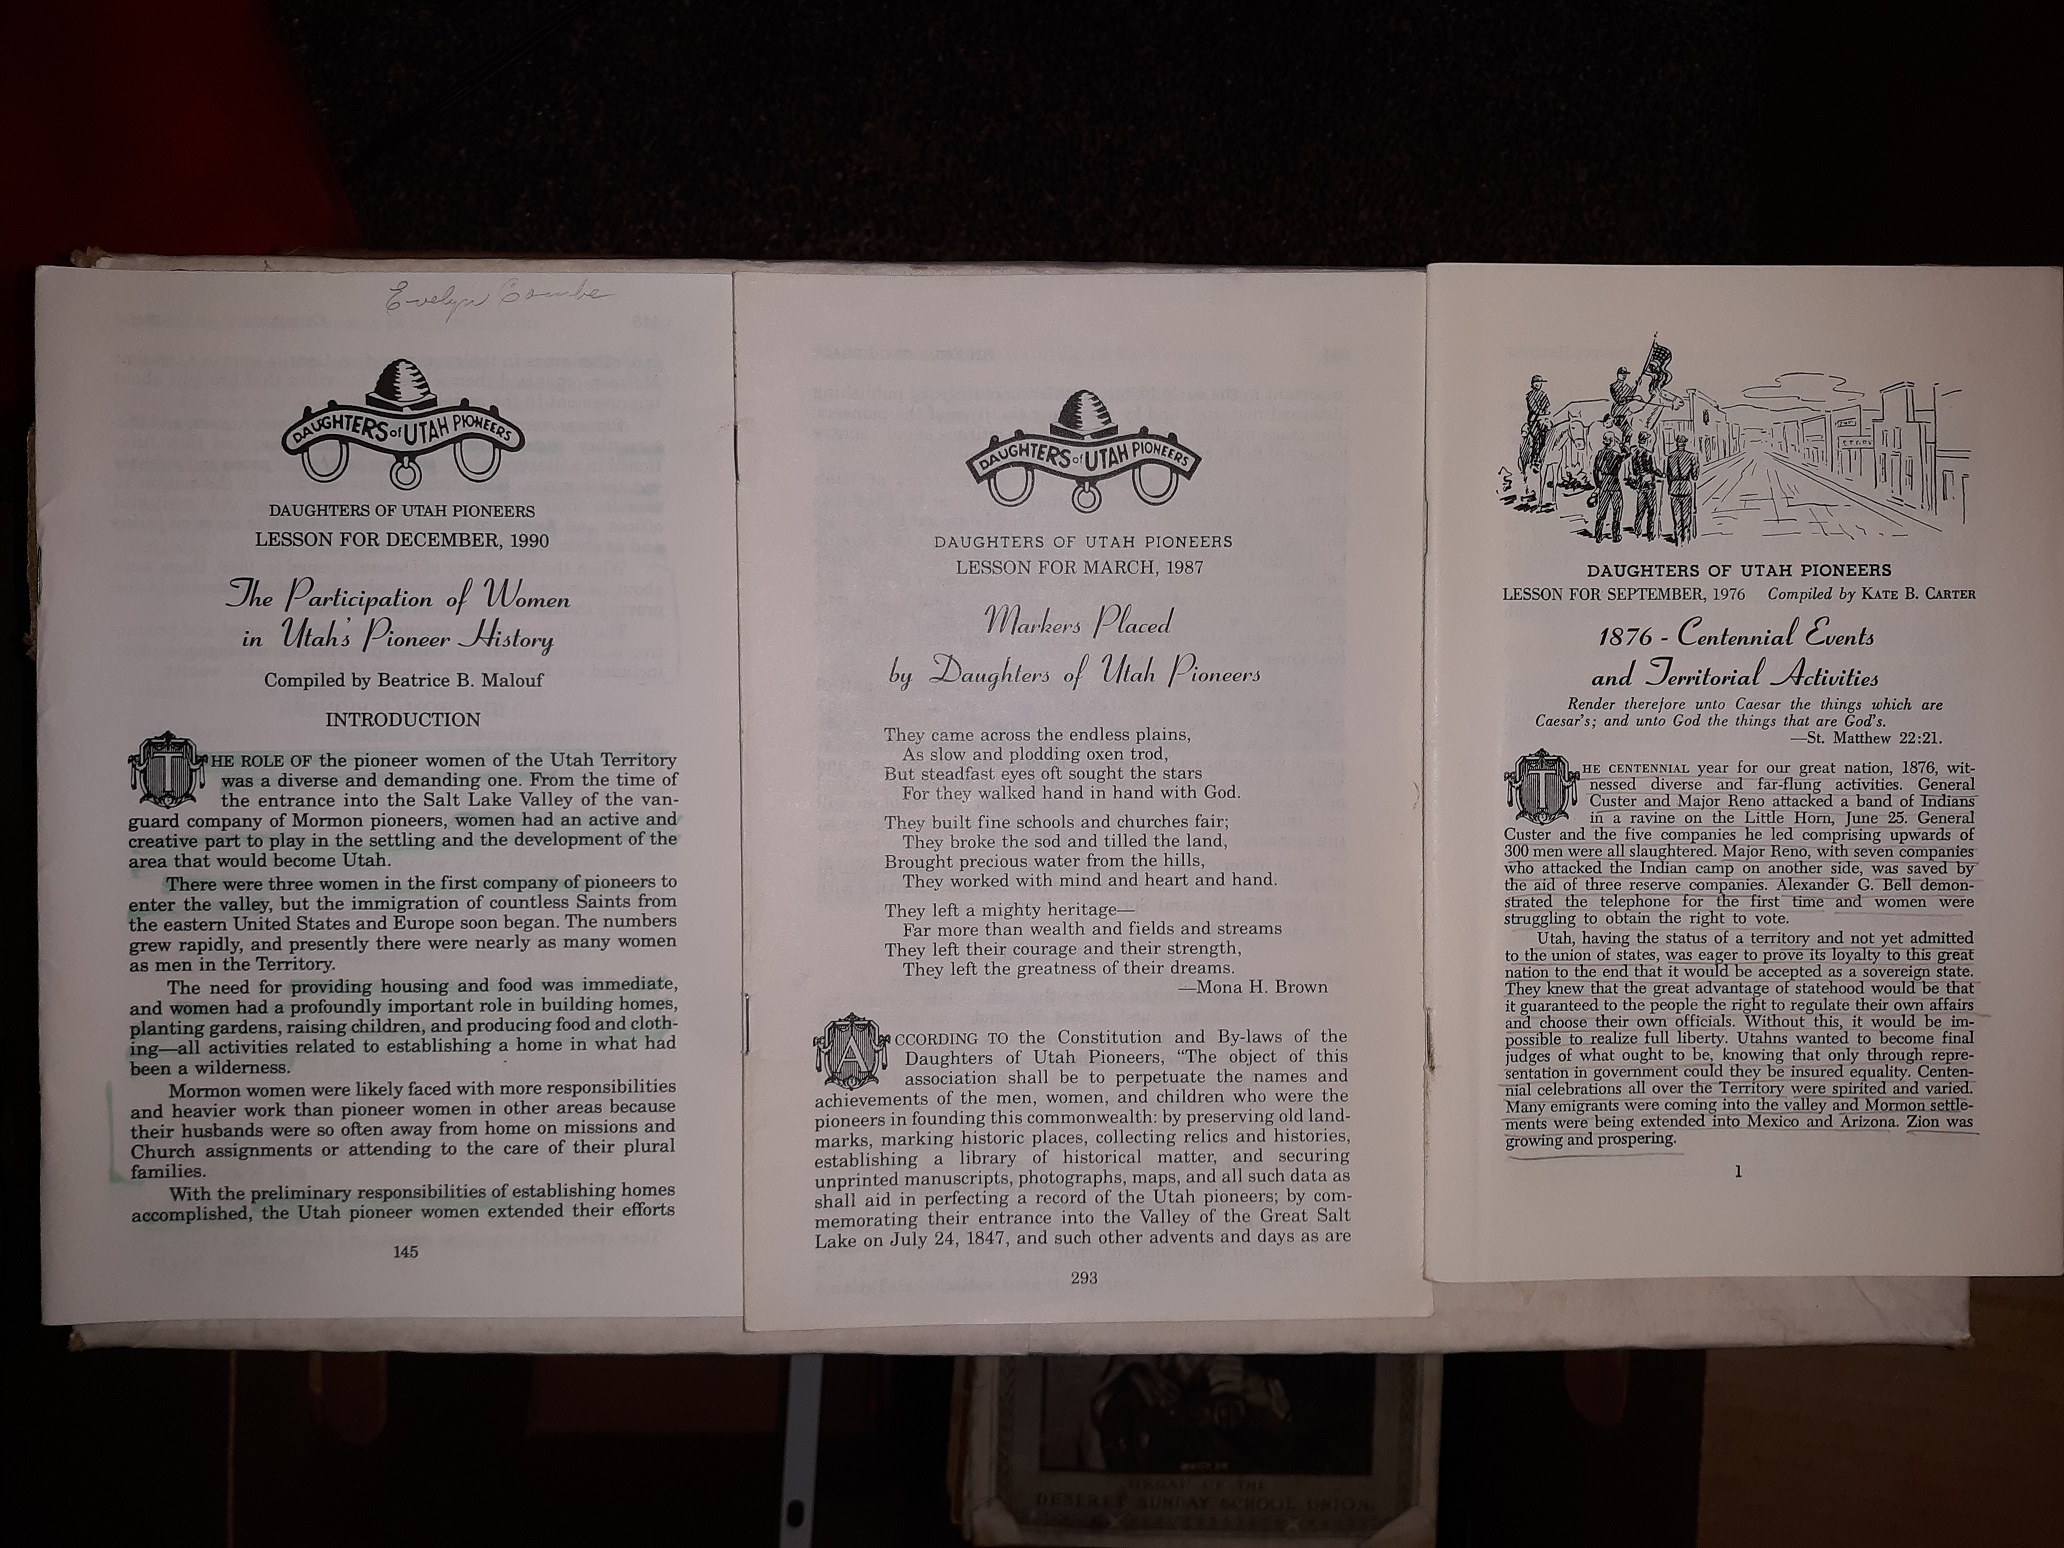 Evelyn Combe
DAUGHTERS of UTAH PIONEERS
DAUGHTERS OF UTAH PIONEERS
LESSON FOR DECEMBER, 1990
The Participation of Women
in Utah's Pioneer History
Compiled by Beatrice B. Malouf
INTRODUCTION
THE ROLE OF the pioneer women of the Utah Territory
was a diverse and demanding one. From the time of
the entrance into the Salt Lake Valley of the van-
guard company of Mormon pioneers, women had an active and
creative part to play in the settling and the development of the
area that would become Utah.
There were three women in the first company of pioneers to
enter the valley, but the immigration of countless Saints from
the eastern United States and Europe soon began. The numbers
grew rapidly, and presently there were nearly as many women
as men in the Territory.
The need for providing housing and food was immediate,
and women had a profoundly important role in building homes,
planting gardens, raising children, and producing food and cloth-
ing—all activities related to establishing a home in what had
been a wilderness.
Mormon women were likely faced with more responsibilities
and heavier work than pioneer women in other areas because
their husbands were so often away from home on missions and
Church assignments or attending to the care of their plural
families.
With the preliminary responsibilities of establishing homes
accomplished, the Utah pioneer women extended their efforts
145
DAUGHTERS of UTAH PIONEERS
DAUGHTERS OF UTAH PIONEERS
LESSON FOR MARCH, 1987
Markers Placed
by Daughters of Utah Pioneers
They came across the endless plains,
As slow and plodding oxen trod,
But steadfast eyes oft sought the stars
For they walked hand in hand with God.
They built fine schools and churches fair;
They broke the sod and tilled the land,
Brought precious water from the hills,
They worked with mind and heart and hand.
They left a mighty heritage—
Far more than wealth and fields and streams
They left their courage and their strength,
They left the greatness of their dreams.
—Mona H. Brown
ACCORDING TO the Constitution and By-laws of the
Daughters of Utah Pioneers, “The object of this
association shall be to perpetuate the names and
achievements of the men, women, and children who were the
pioneers in founding this commonwealth: by preserving old land-
marks, marking historic places, collecting relics and histories,
establishing a library of historical matter, and securing
unprinted manuscripts, photographs, maps, and all such data as
shall aid in perfecting a record of the Utah pioneers; by com-
memorating their entrance into the Valley of the Great Salt
Lake on July 24, 1847, and such other advents and days as are
293
DAUGHTERS OF UTAH PIONEERS
LESSON FOR SEPTEMBER, 1976 Compiled by KATE B. CARTER
1876 - Centennial Events
and Territorial Activities
Render therefore unto Caesar the things which are
Caesar's; and unto God the things that are God's.
—St. Matthew 22:21.
THE CENTENNIAL year for our great nation, 1876, wit-
nessed diverse and far-flung activities. General
Custer and Major Reno attacked a band of Indians
in a ravine on the Little Horn, June 25. General
Custer and the five companies he led comprising upwards of
300 men were all slaughtered. Major Reno, with seven companies
who attacked the Indian camp on another side, was saved by
the aid of three reserve companies. Alexander G. Bell demon-
strated the telephone for the first time and women were
struggling to obtain the right to vote.
Utah, having the status of a territory and not yet admitted
to the union of states, was eager to prove its loyalty to this great
nation to the end that it would be accepted as a sovereign state.
They knew that the great advantage of statehood would be that
it guaranteed to the people the right to regulate their own affairs
and choose their own officials. Without this, it would be im-
possible to realize full liberty. Utahns wanted to become final
judges of what ought to be, knowing that only through repre-
sentation in government could they be insured equality. Centen-
nial celebrations all over the Territory were spirited and varied.
Many emigrants were coming into the valley and Mormon settle-
ments were being extended into Mexico and Arizona. Zion was
growing and prospering.
1
ORGAN OF THE
DESERET SUNDAY SCHOOL UNION